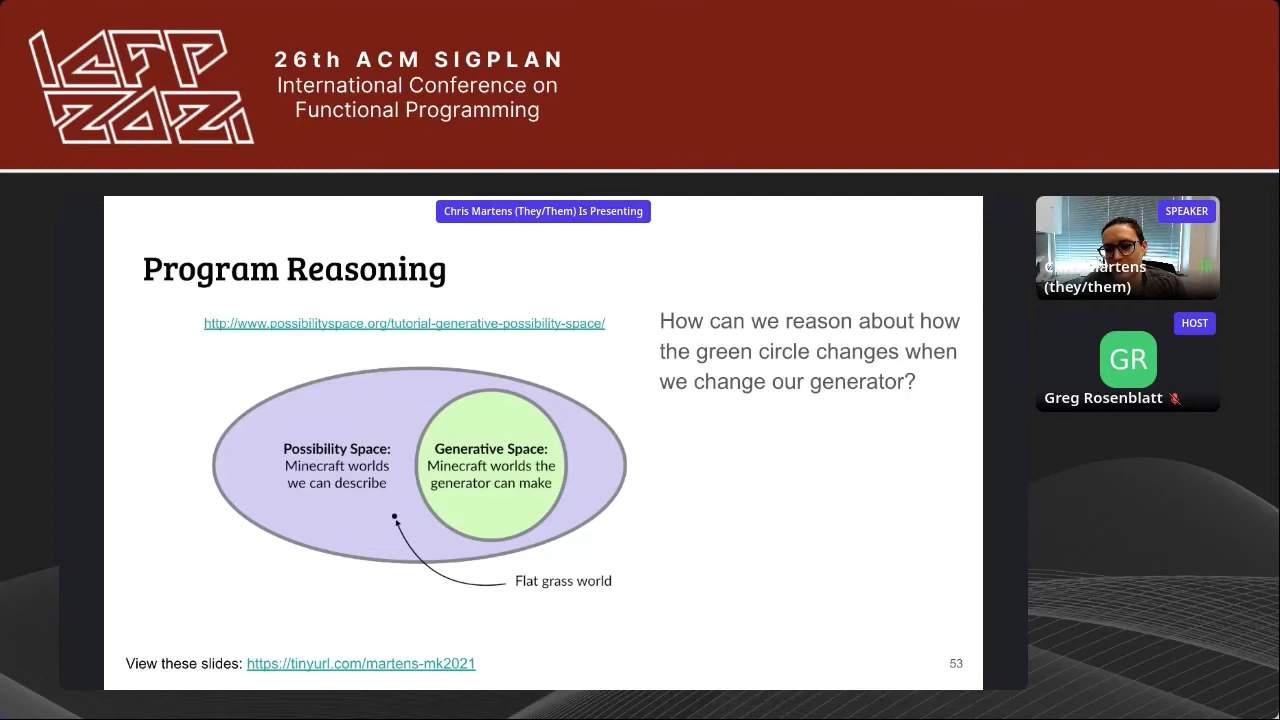 ICFP
2021
26th ACM SIGPLAN
International Conference on
Functional Programming
Chris Martens (They/Them) Is Presenting
Program Reasoning
http://www.possibilityspace.org/tutorial-generative-possibility-space/
How can we reason about how
the green circle changes when
we change our generator?
Possibility Space:
Minecraft worlds
we can describe
Generative Space:
Minecraft worlds the
generator can make
Flat grass world
View these slides: https://tinyurl.com/martens-mk2021
53
SPEAKER
Chris Martens
(they/them)
HOST
GR
Greg Rosenblatt